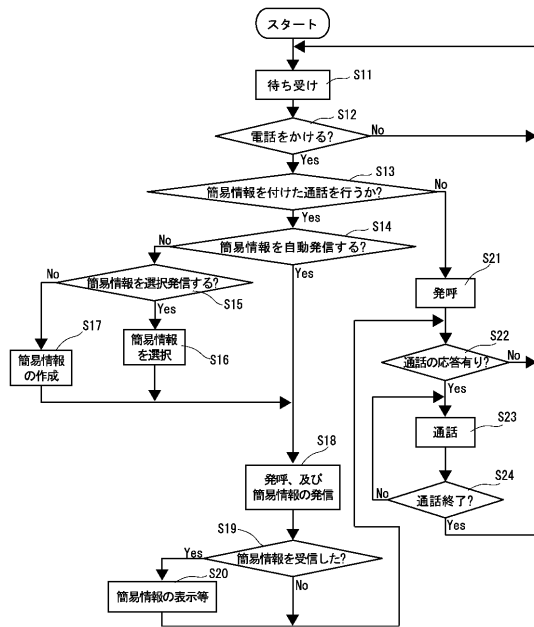 スタート
待ち受け
S11
電話をかける?
S12
No
Yes
簡易情報を付けた通話を行うか?
S13
No
Yes
簡易情報を自動発信する?
S14
No
Yes
簡易情報を選択発信する?
S15
No
Yes
簡易情報
を選択
S16
簡易情報
の作成
S17
発呼、及び
簡易情報の発信
S18
簡易情報を受信した?
S19
Yes
No
簡易情報の表示等
S20
発呼
S21
通話の応答有り?
S22
No
Yes
通話
S23
通話終了?
S24
No
Yes